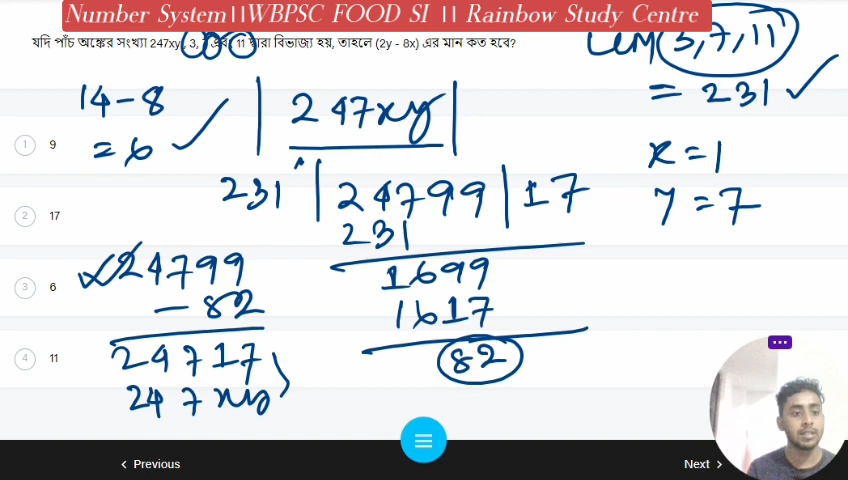 Number System||WBPSC FOOD SI || Rainbow Study Centre
যদি পাঁচ অঙ্কের সংখ্যা 247xy, 3, 7 এবং 11 দ্বারা বিভাজ্য হয়, তাহলে (2y - 8x) এর মান কত হবে?
LCM (3, 7, 11)
= 231 ✓
14 - 8
= 6 ✓
247xy
x = 1
y = 7
231 | 24799 | 17
231
1699
1617
82
24799
- 82
24717
247xy
1 9
2 17
3 6
4 11
< Previous
Next >